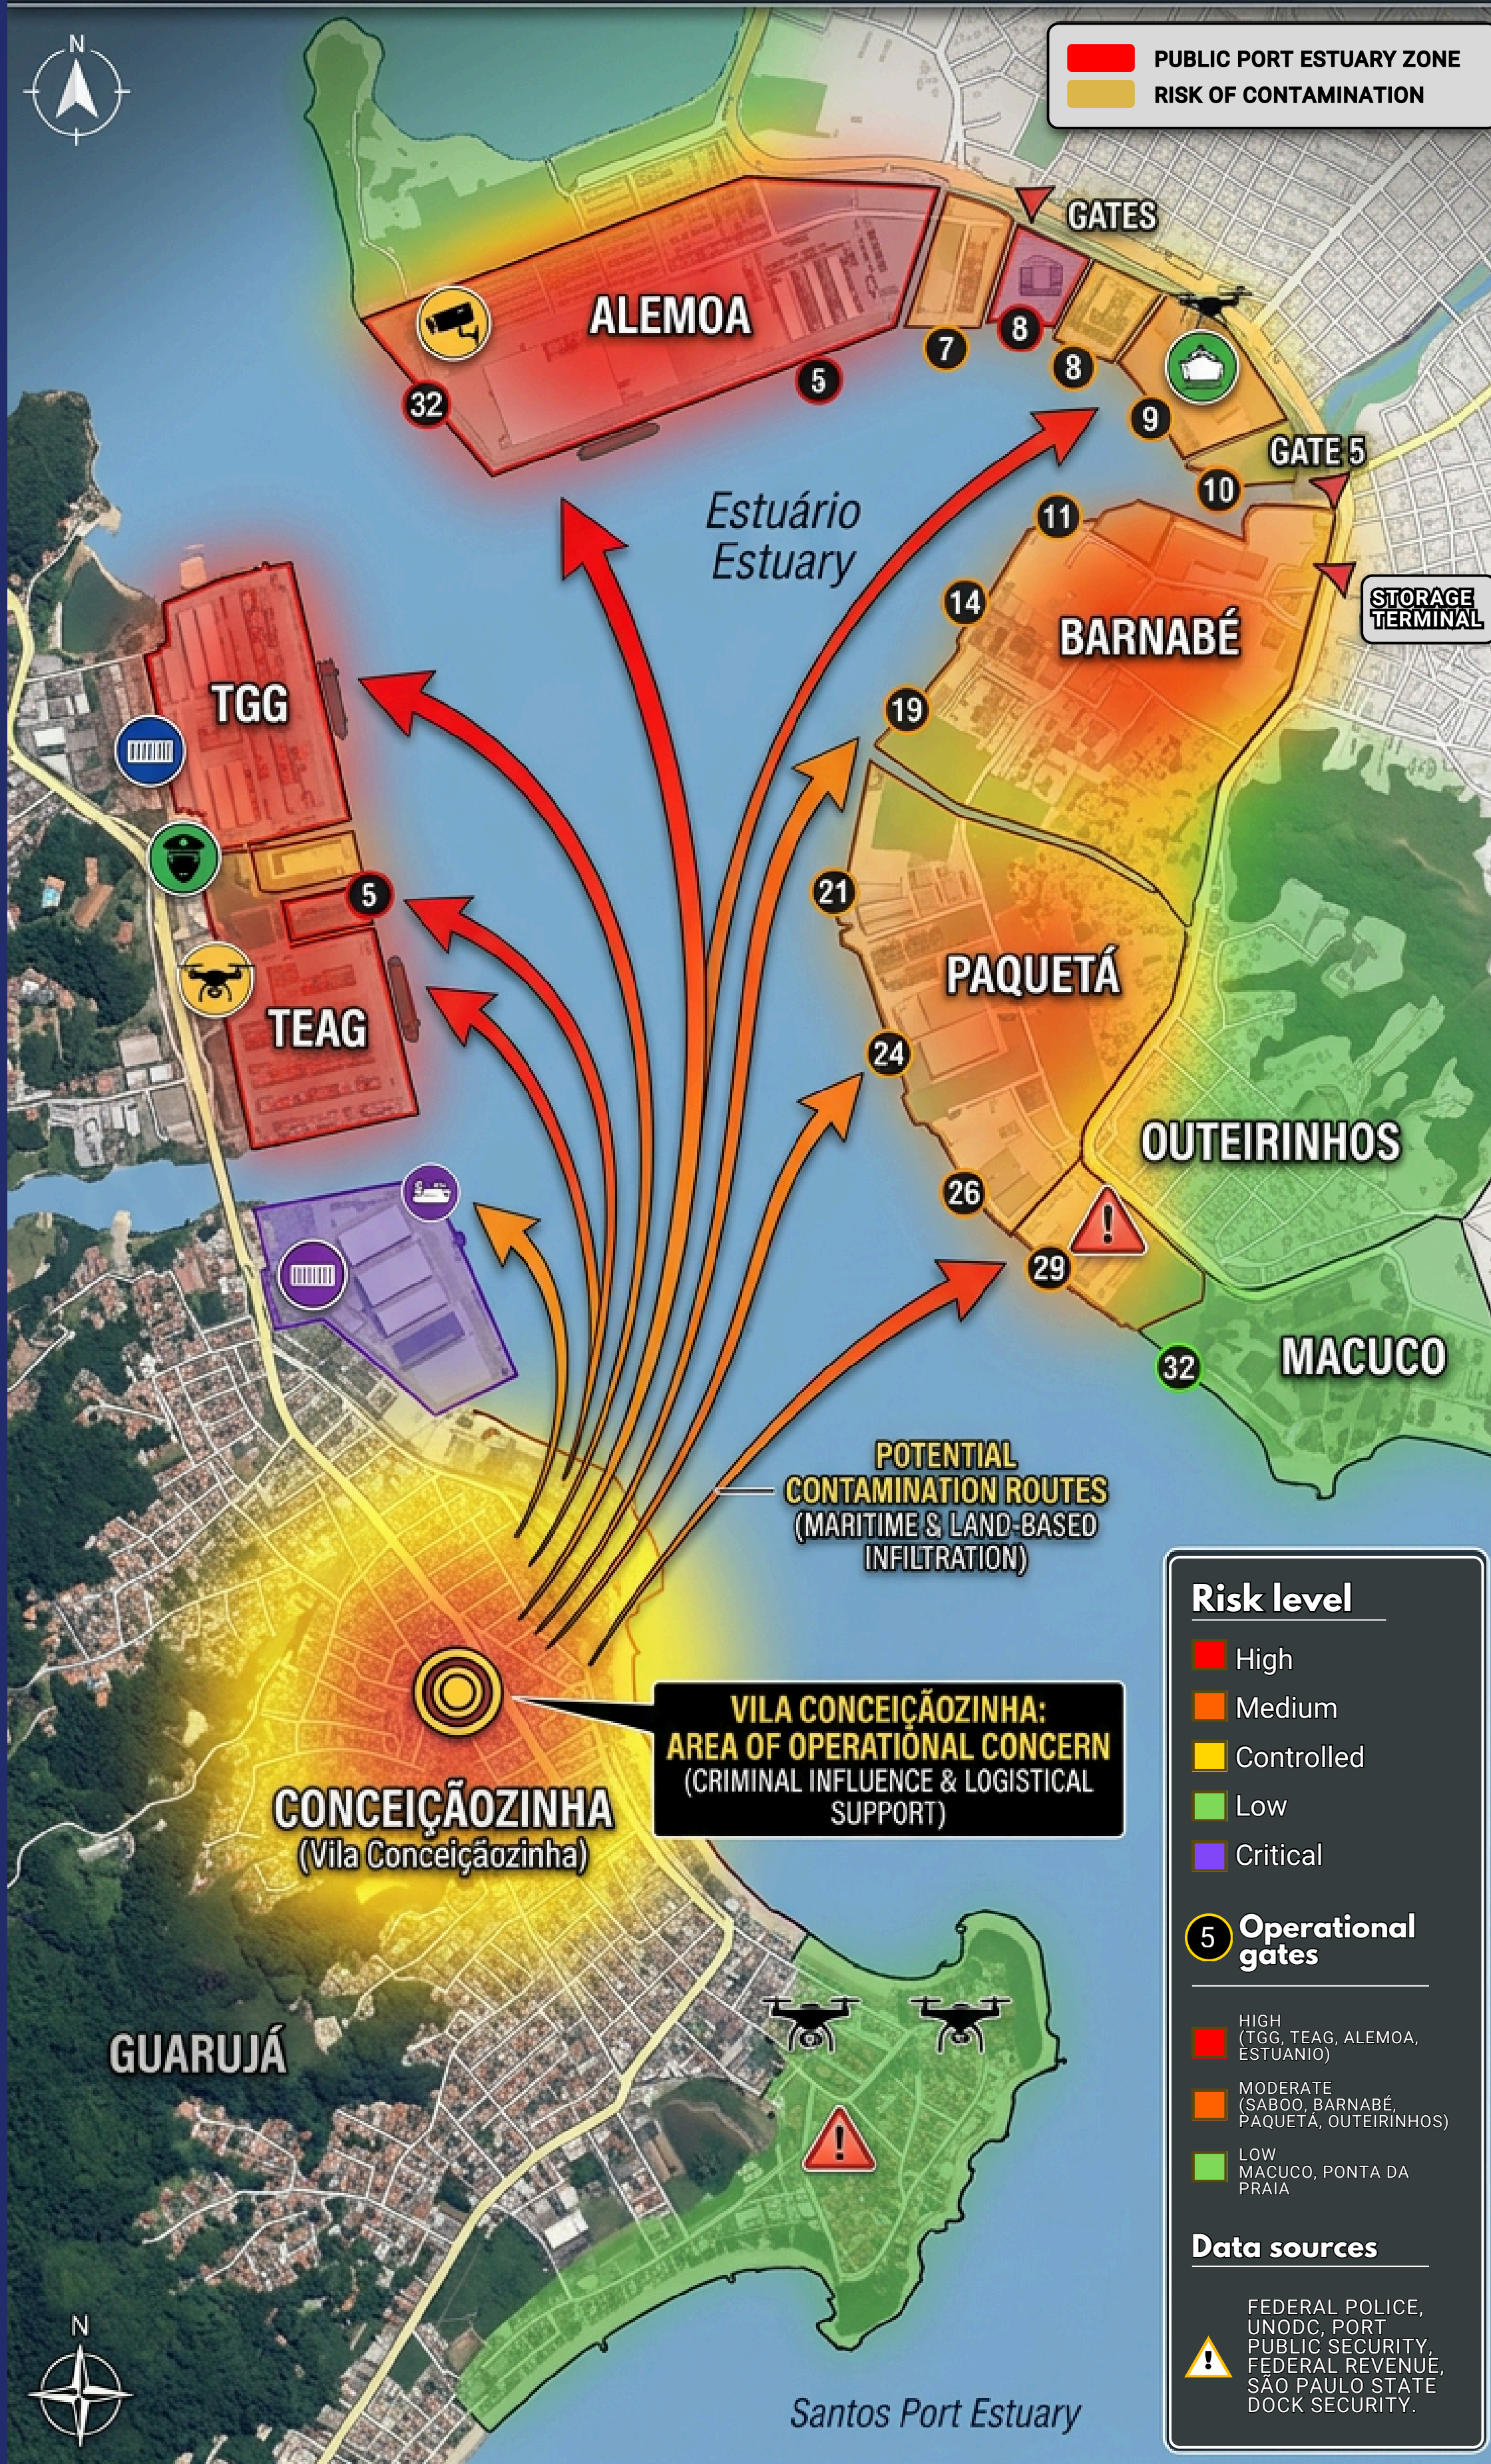 N
PUBLIC PORT ESTUARY ZONE
RISK OF CONTAMINATION
GATES
ALEMOA
7
8
8
5
32
9
GATE 5
10
Estuário
Estuary
11
14
BARNABÉ
STORAGE
TERMINAL
TGG
19
5
21
PAQUETÁ
TEAG
24
OUTEIRINHOS
26
29
MACUCO
32
POTENTIAL
CONTAMINATION ROUTES
(MARITIME & LAND-BASED
INFILTRATION)
VILA CONCEIÇÃOZINHA:
AREA OF OPERATIONAL CONCERN
(CRIMINAL INFLUENCE & LOGISTICAL
SUPPORT)
CONCEIÇÃOZINHA
(Vila Conceiçãozinha)
GUARUJÁ
N
Santos Port Estuary
Risk level
High
Medium
Controlled
Low
Critical
5
Operational
gates
HIGH
(TGG, TEAG, ALEMOA,
ESTUANIO)
MODERATE
(SABOO, BARNABÉ,
PAQUETÁ, OUTEIRINHOS)
LOW
MACUCO, PONTA DA
PRAIA
Data sources
FEDERAL POLICE,
UNODC, PORT
PUBLIC SECURITY,
FEDERAL REVENUE,
SÃO PAULO STATE
DOCK SECURITY.